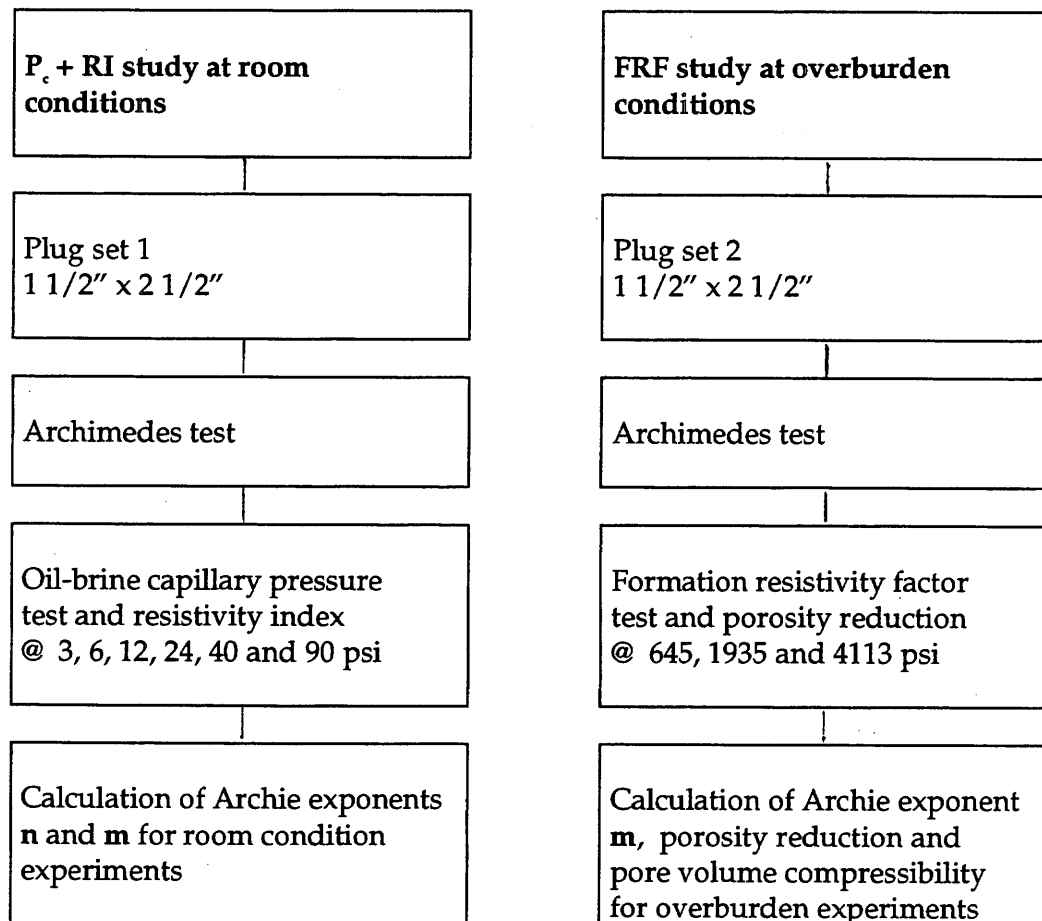 P_c + RI study at room
conditions
Plug set 1
1 1/2" x 2 1/2"
Archimedes test
Oil-brine capillary pressure
test and resistivity index
@ 3, 6, 12, 24, 40 and 90 psi
Calculation of Archie exponents
n and m for room condition
experiments
FRF study at overburden
conditions
Plug set 2
1 1/2" x 2 1/2"
Archimedes test
Formation resistivity factor
test and porosity reduction
@ 645, 1935 and 4113 psi
Calculation of Archie exponent
m, porosity reduction and
pore volume compressibility
for overburden experiments